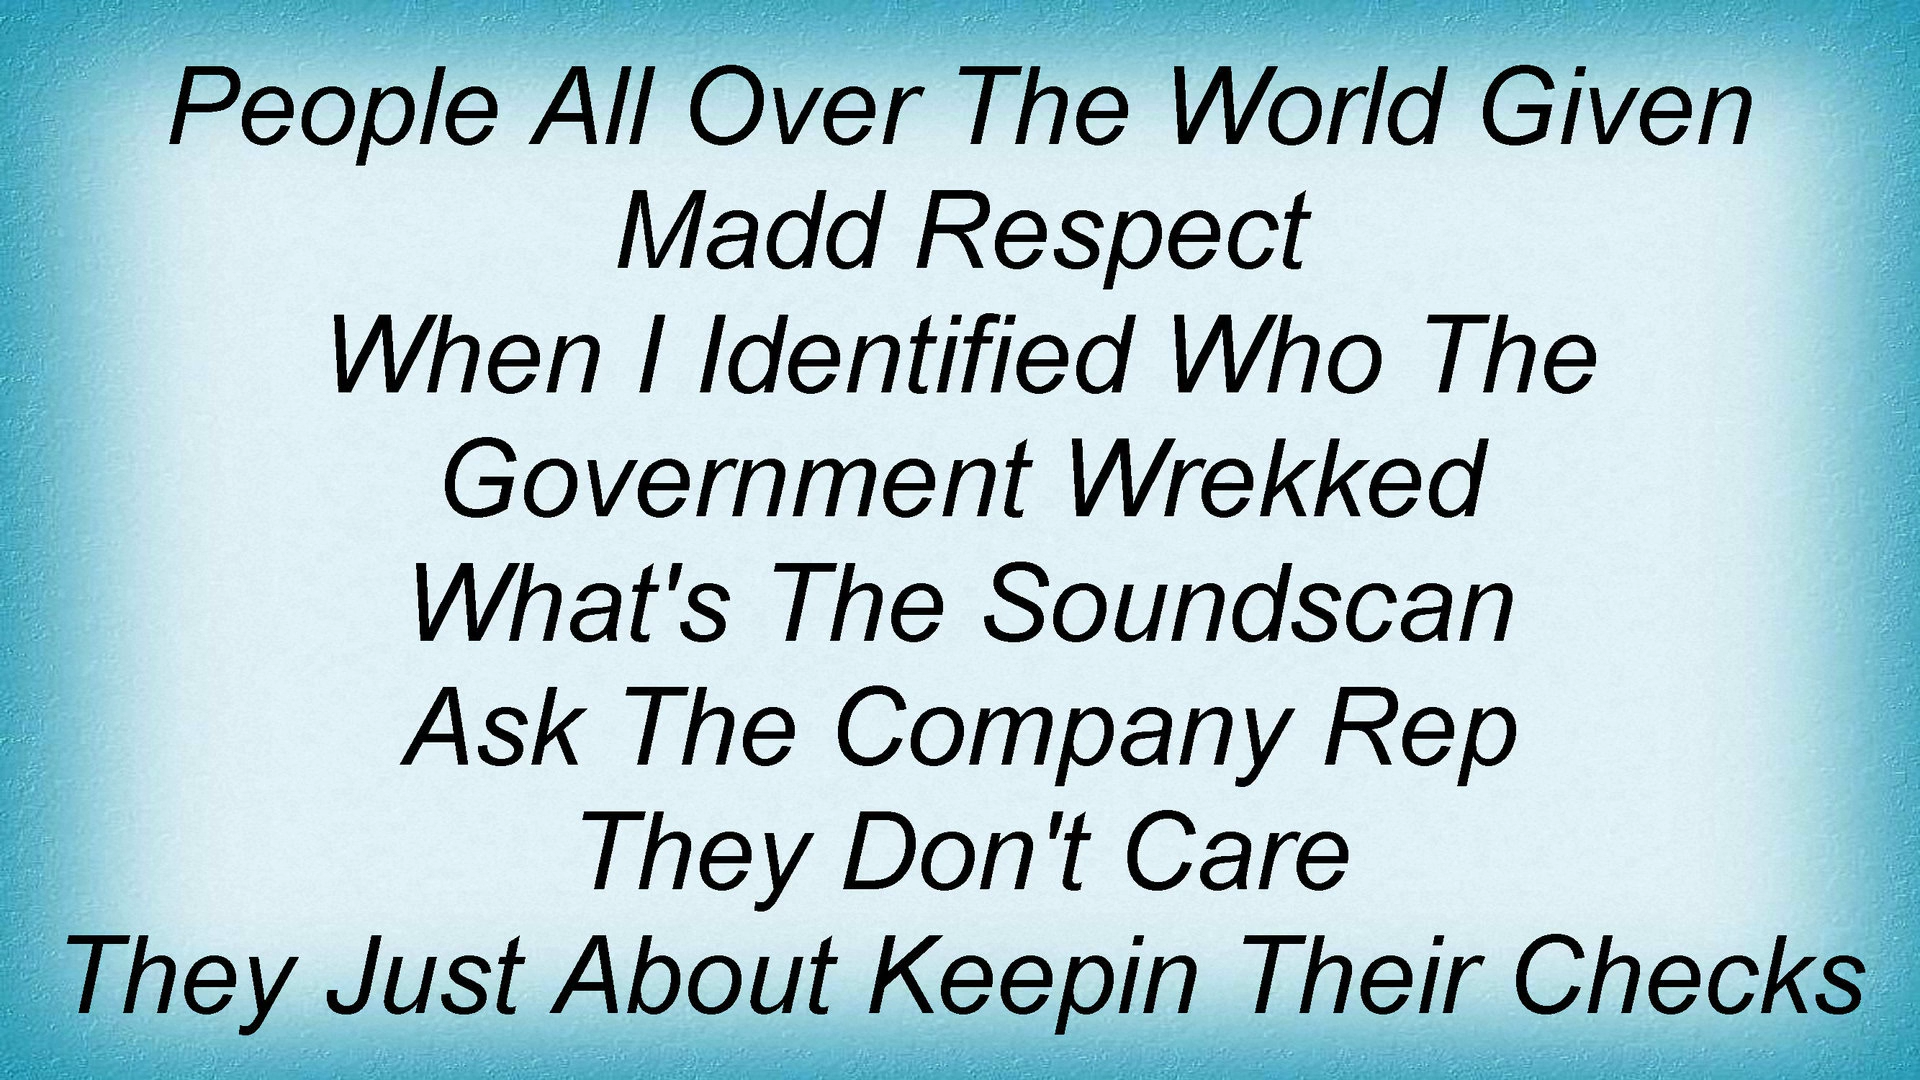 People All Over The World Given
Madd Respect
When I Identified Who The
Government Wrekked
What's The Soundscan
Ask The Company Rep
They Don't Care
They Just About Keepin Their Checks